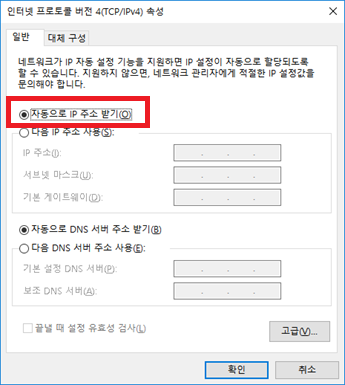 인터넷 프로토콜 버전 4(TCP/IPv4) 속성
일반
대체 구성
네트워크가 IP 자동 설정 기능을 지원하면 IP 설정이 자동으로 할당되도록
할 수 있습니다. 지원하지 않으면, 네트워크 관리자에게 적절한 IP 설정값을
문의해야 합니다.
자동으로 IP 주소 받기(O)
다음 IP 주소 사용(S):
IP 주소(I):
서브넷 마스크(U):
기본 게이트웨이(D):
자동으로 DNS 서버 주소 받기(B)
다음 DNS 서버 주소 사용(E):
기본 설정 DNS 서버(P):
보조 DNS 서버(A):
끝낼 때 설정 유효성 검사(L)
고급(V)...
확인
취소